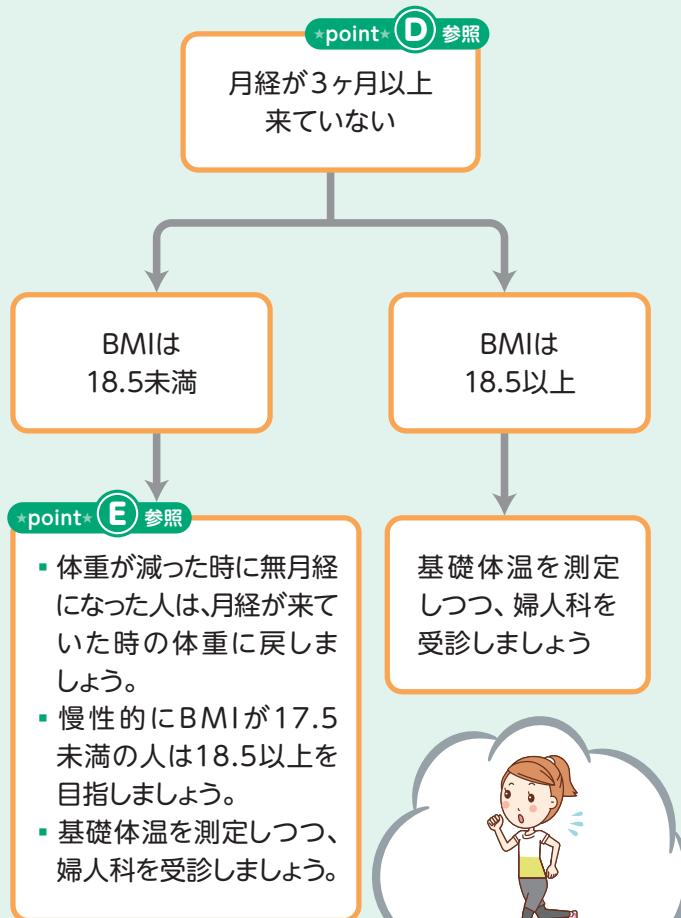 ★point★ D 参照
月経が3ヶ月以上
来ていない
BMIは
18.5未満
BMIは
18.5以上
★point★ E 参照
▪ 体重が減った時に無月経
になった人は、月経が来て
いた時の体重に戻しま
しょう。
▪ 慢性的にBMIが17.5
未満の人は18.5以上を
目指しましょう。
▪ 基礎体温を測定しつつ、
婦人科を受診しましょう。
基礎体温を測定
しつつ、婦人科を
受診しましょう